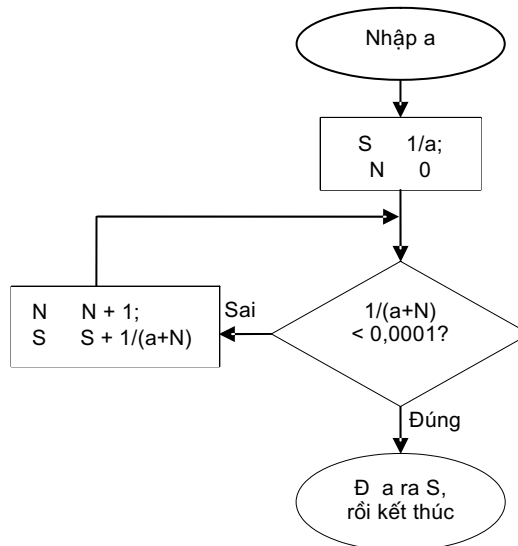 Nhập a
S 1/a;
N 0
1/(a+N)
< 0,0001?
Sai
N N + 1;
S S + 1/(a+N)
Đúng
Đ a ra S,
rồi kết thúc